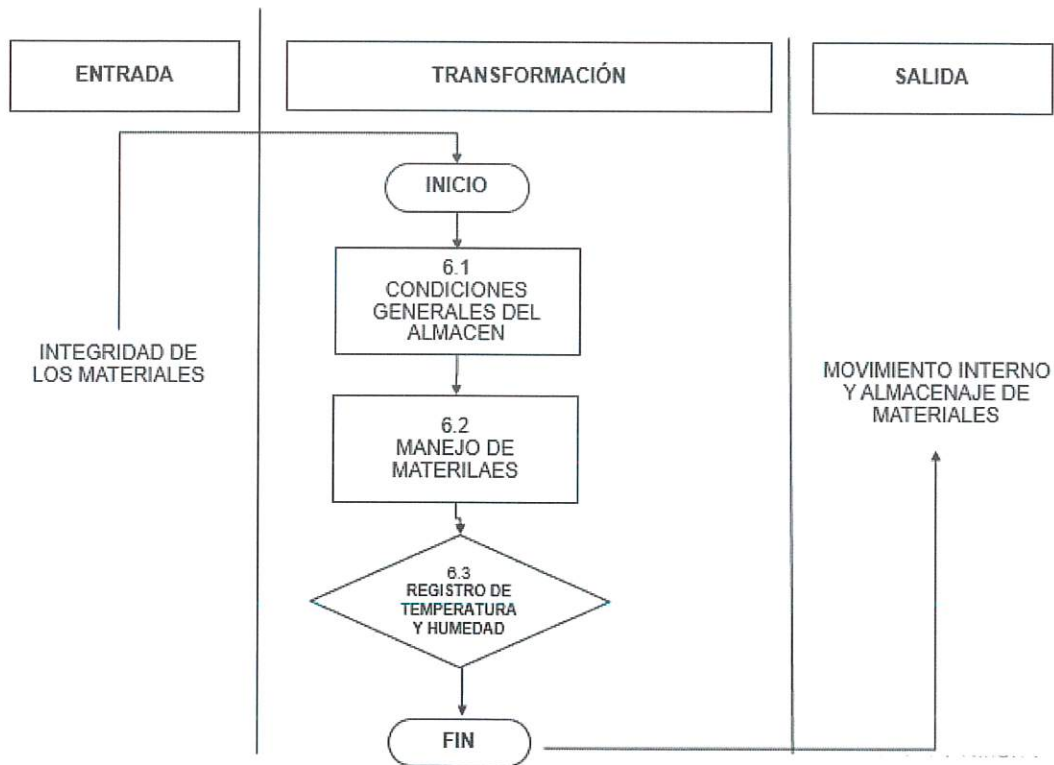 ENTRADA
TRANSFORMACIÓN
SALIDA
INICIO
6.1
CONDICIONES
GENERALES DEL
ALMACEN
INTEGRIDAD DE
LOS MATERIALES
MOVIMIENTO INTERNO
Y ALMACENAJE DE
MATERIALES
6.2
MANEJO DE
MATERILAES
6.3
REGISTRO DE
TEMPERATURA
Y HUMEDAD
FIN